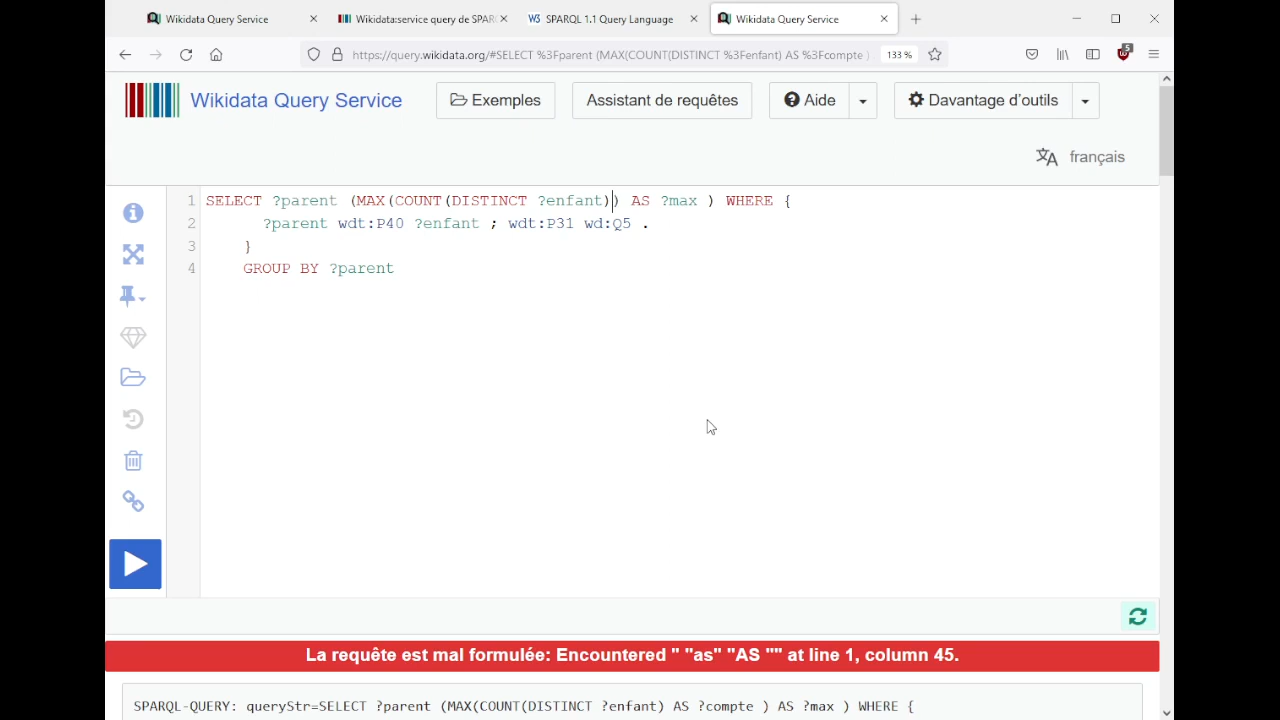 Wikidata Query Service
Wikidata:service query de SPAR
SPARQL 1.1 Query Language
Wikidata Query Service
https://query.wikidata.org/#SELECT %3Fparent (MAX(COUNT(DISTINCT %3Fenfant) AS %3Fcompte )
133 %
5
Wikidata Query Service
Exemples
Assistant de requêtes
Aide
Davantage d’outils
français
1 SELECT ?parent (MAX(COUNT(DISTINCT ?enfant)) AS ?max ) WHERE {
2 ?parent wdt:P40 ?enfant ; wdt:P31 wd:Q5 .
3 }
4 GROUP BY ?parent
La requête est mal formulée: Encountered " "as" "AS "" at line 1, column 45.
SPARQL-QUERY: queryStr=SELECT ?parent (MAX(COUNT(DISTINCT ?enfant) AS ?compte ) AS ?max ) WHERE {